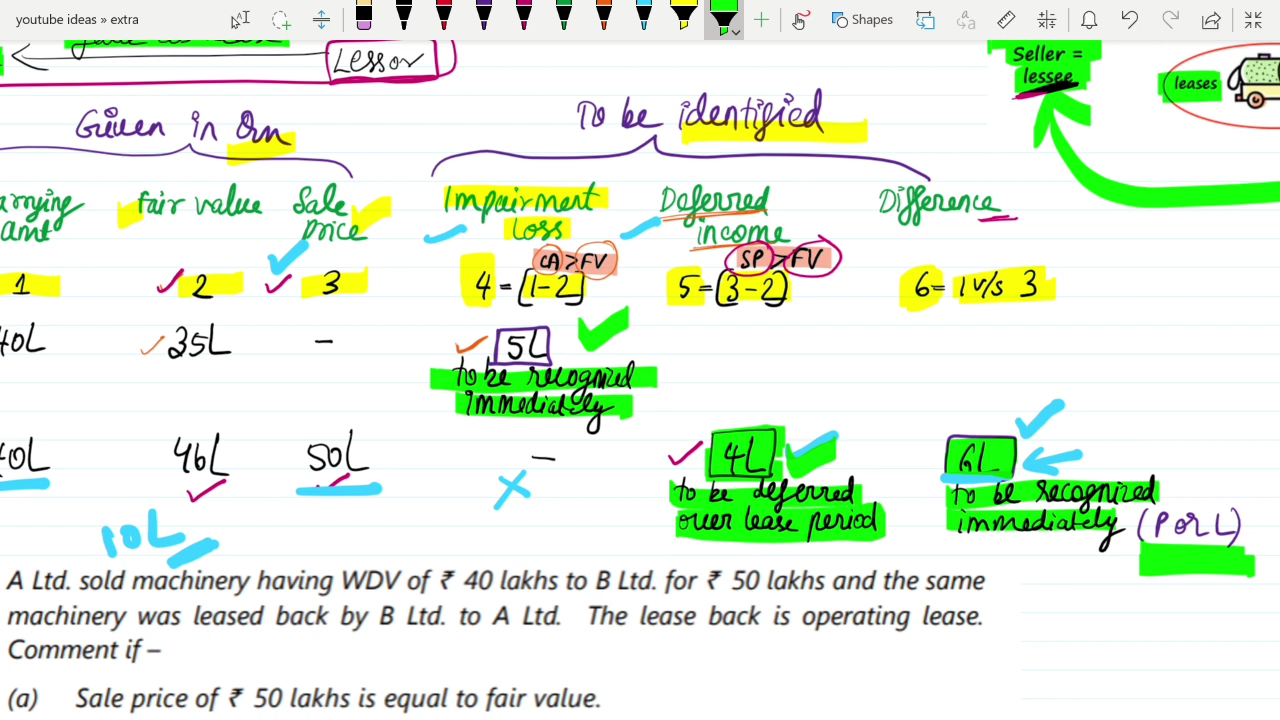 youtube ideas » extra
Shapes
Lessor
Seller =
lessee
leases
Given in Qn
To be identified
fair value
Sale Price
Impairment Loss
Deferred income
Difference
CA > FV
SP > FV
1
2
3
4 = [1-2]
5 = [3-2]
6 = 1 v/s 3
40L
35L
-
5L
to be recognized
immediately
46L
50L
-
4L
6L
to be deferred
over lease period
to be recognized
immediately (P or L)
10L
A Ltd. sold machinery having WDV of ₹ 40 lakhs to B Ltd. for ₹ 50 lakhs and the same
machinery was leased back by B Ltd. to A Ltd. The lease back is operating lease.
Comment if –
(a) Sale price of ₹ 50 lakhs is equal to fair value.